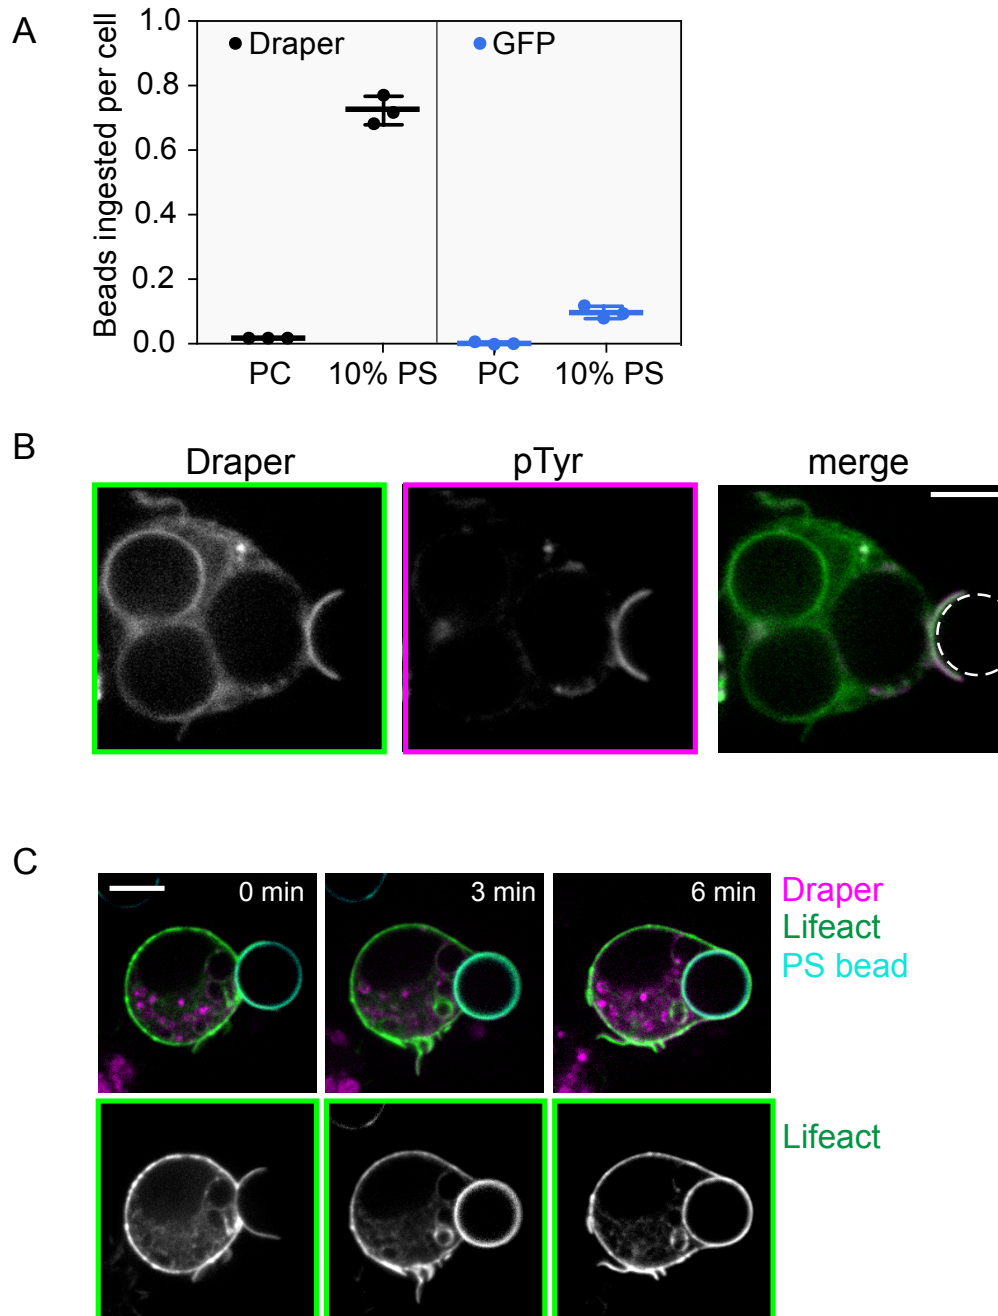 A
Beads ingested per cell
1.0
0.8
0.6
0.4
0.2
0.0
Draper
GFP
PC
10% PS
PC
10% PS
B
Draper
pTyr
merge
C
0 min
3 min
6 min
Draper
Lifeact
PS bead
Lifeact